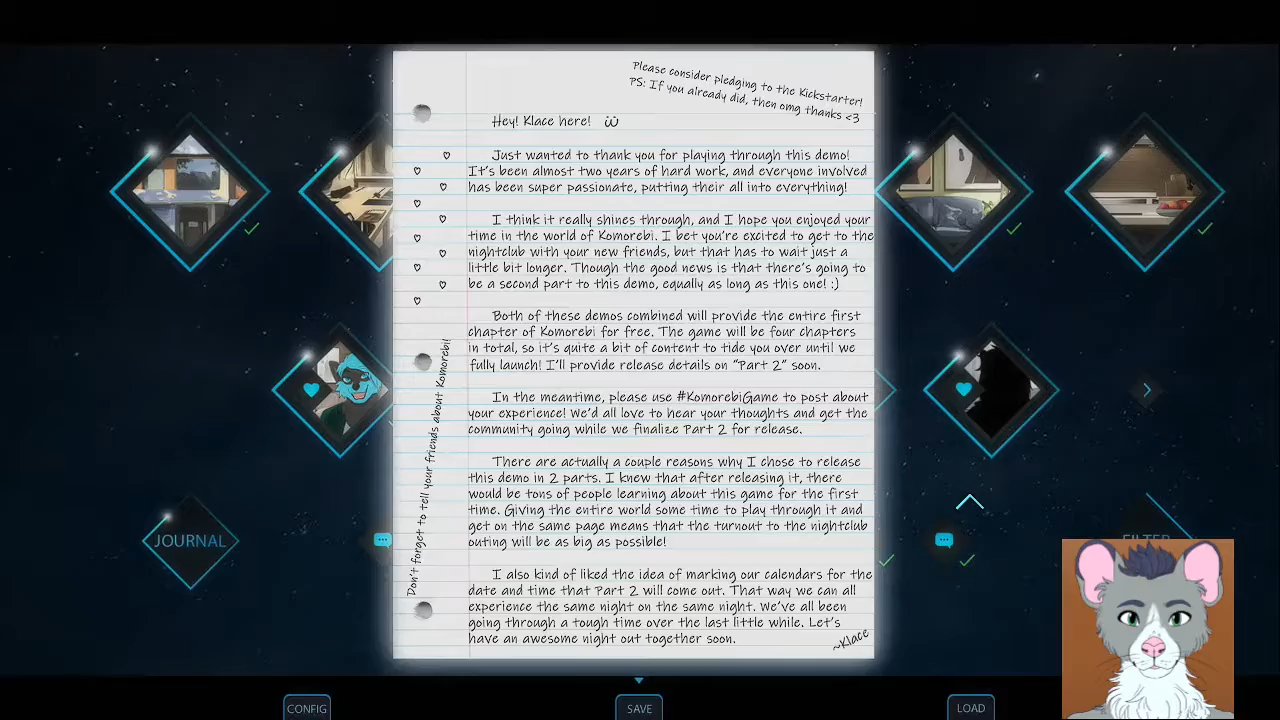 Please consider pledging to the Kickstarter!
PS: If you already did, then omg thanks <3
Hey! Klace here!
Just wanted to thank you for playing through this demo!
It's been almost two years of hard work, and everyone involved
has been super passionate, putting their all into everything!
I think it really shines through, and I hope you enjoyed your
time in the world of Komorebi. I bet you're excited to get to the
nightclub with your new friends, but that has to wait just a
little bit longer. Though the good news is that there's going to
be a second part to this demo, equally as long as this one! :)
Both of these demos combined will provide the entire first
chapter of Komorebi for free. The game will be four chapters
in total, so it's quite a bit of content to tide you over until we
fully launch! I'll provide release details on "Part 2" soon.
In the meantime, please use #KomorebiGame to post about
your experience! We'd all love to hear your thoughts and get the
community going while we finalize Part 2 for release.
There are actually a couple reasons why I chose to release
this demo in 2 parts. I knew that after releasing it, there
would be tons of people learning about this game for the first
time. Giving the entire world some time to play through it and
get on the same page means that the turnout to the nightclub
outing will be as big as possible!
I also kind of liked the idea of marking our calendars for the
date and time that Part 2 will come out. That way we can all
experience the same night on the same night. We've all been
going through a tough time over the last little while. Let's
have an awesome night out together soon.
~Klace
Don't forget to tell your friends about Komorebi!
JOURNAL
FILTER
CONFIG
SAVE
LOAD